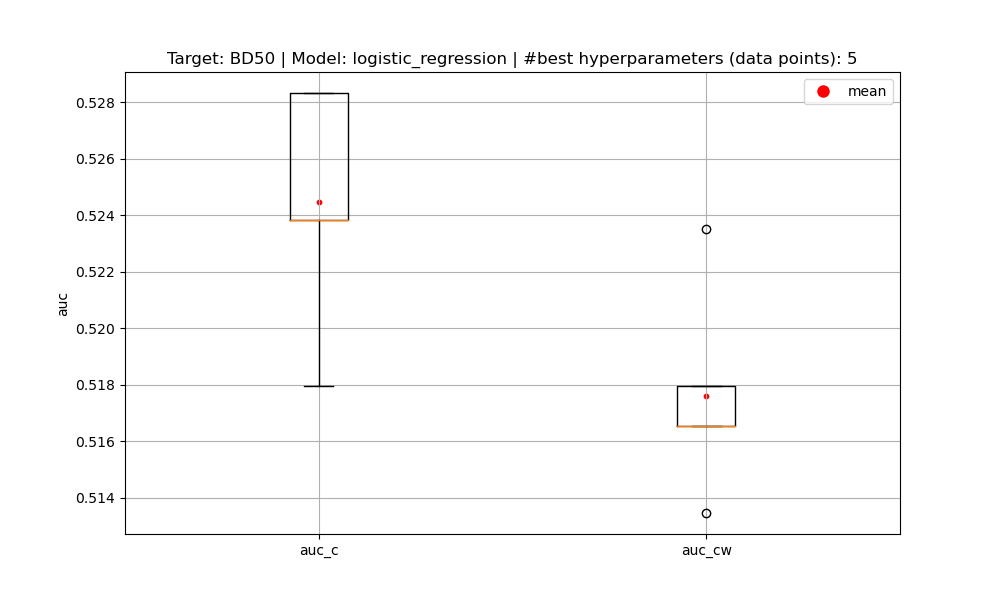 Target: BD50 | Model: logistic_regression | #best hyperparameters (data points): 5
mean
0.528
0.526
0.524
0.522
0.520
0.518
0.516
0.514
auc
auc_c
auc_cw